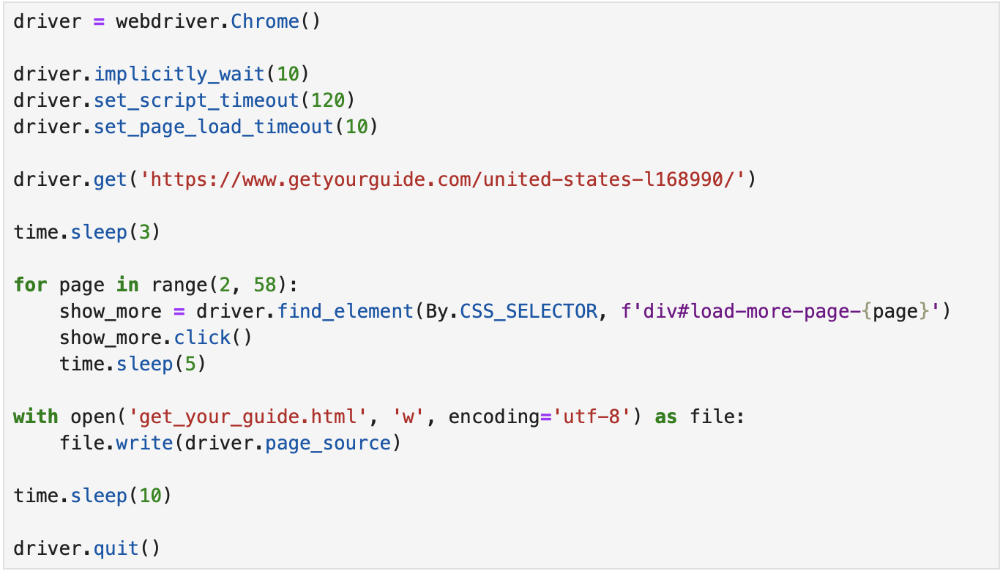 driver = webdriver.Chrome()
driver.implicitly_wait(10)
driver.set_script_timeout(120)
driver.set_page_load_timeout(10)
driver.get('https://www.getyourguide.com/united-states-l168990/')
time.sleep(3)
for page in range(2, 58):
    show_more = driver.find_element(By.CSS_SELECTOR, f'div#load-more-page-{page}')
    show_more.click()
    time.sleep(5)
with open('get_your_guide.html', 'w', encoding='utf-8') as file:
    file.write(driver.page_source)
time.sleep(10)
driver.quit()